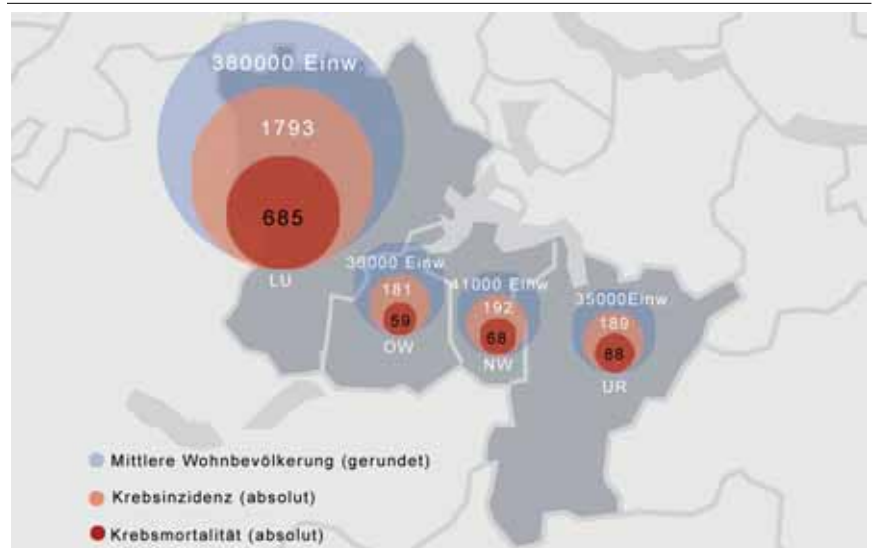 380000 Einw.
1793
685
LU
36000 Einw.
181
59
OW
41000 Einw.
192
68
NW
35000Einw.
189
88
UR
Mittlere Wohnbevölkerung (gerundet)
Krebsinzidenz (absolut)
Krebsmortalität (absolut)